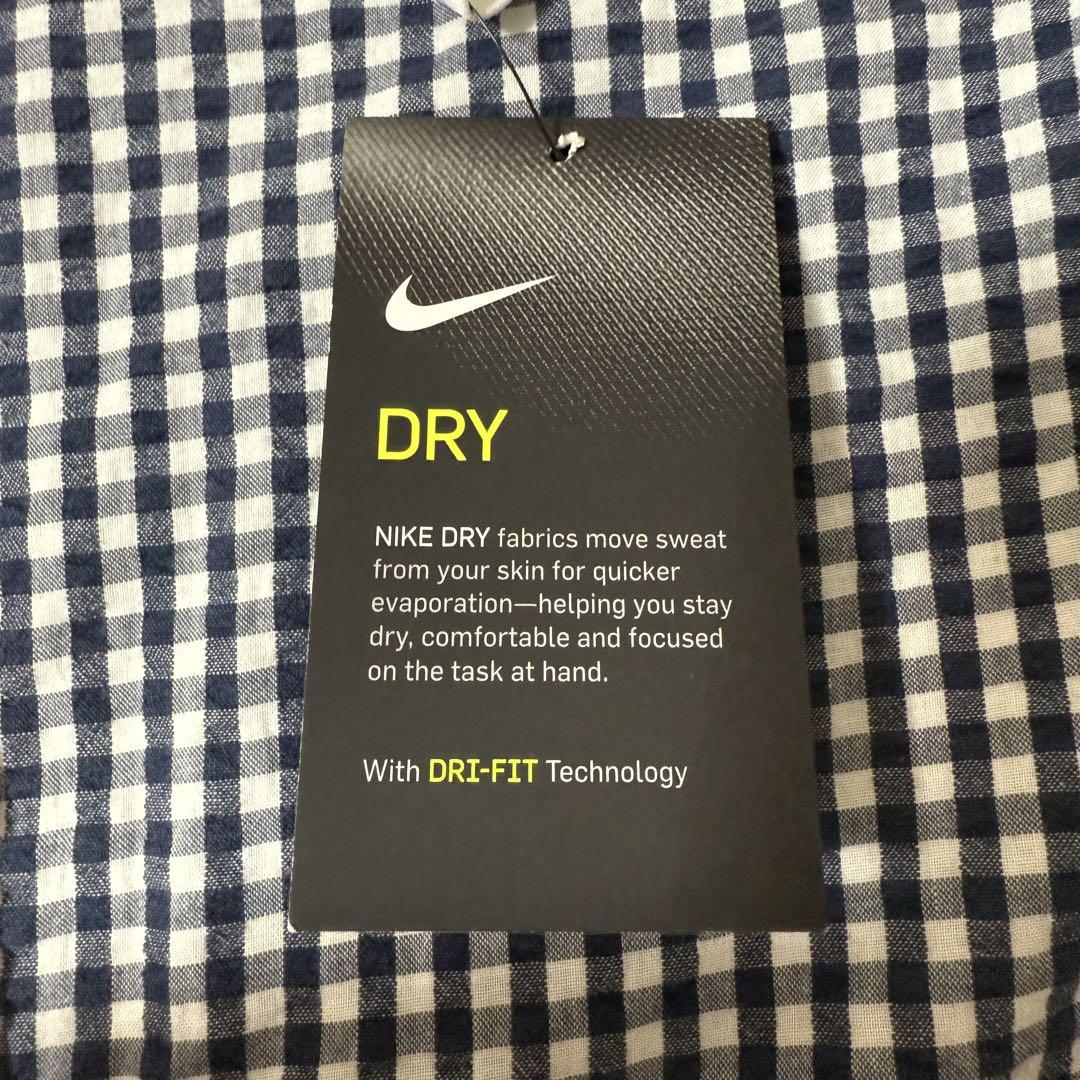 DRY
NIKE DRY fabrics move sweat
from your skin for quicker
evaporation—helping you stay
dry, comfortable and focused
on the task at hand.
With DRI-FIT Technology